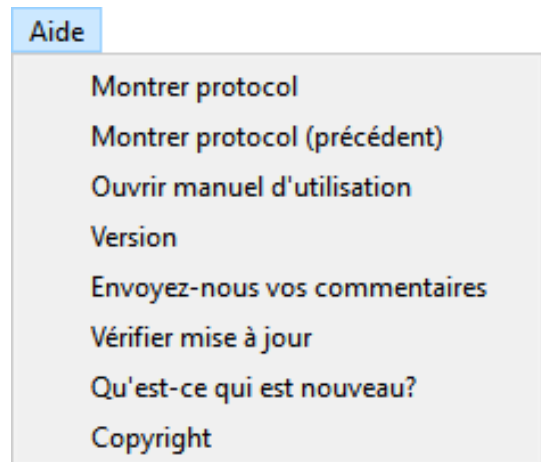 Aide
Montrer protocol
Montrer protocol (précédent)
Ouvrir manuel d'utilisation
Version
Envoyez-nous vos commentaires
Vérifier mise à jour
Qu'est-ce qui est nouveau?
Copyright